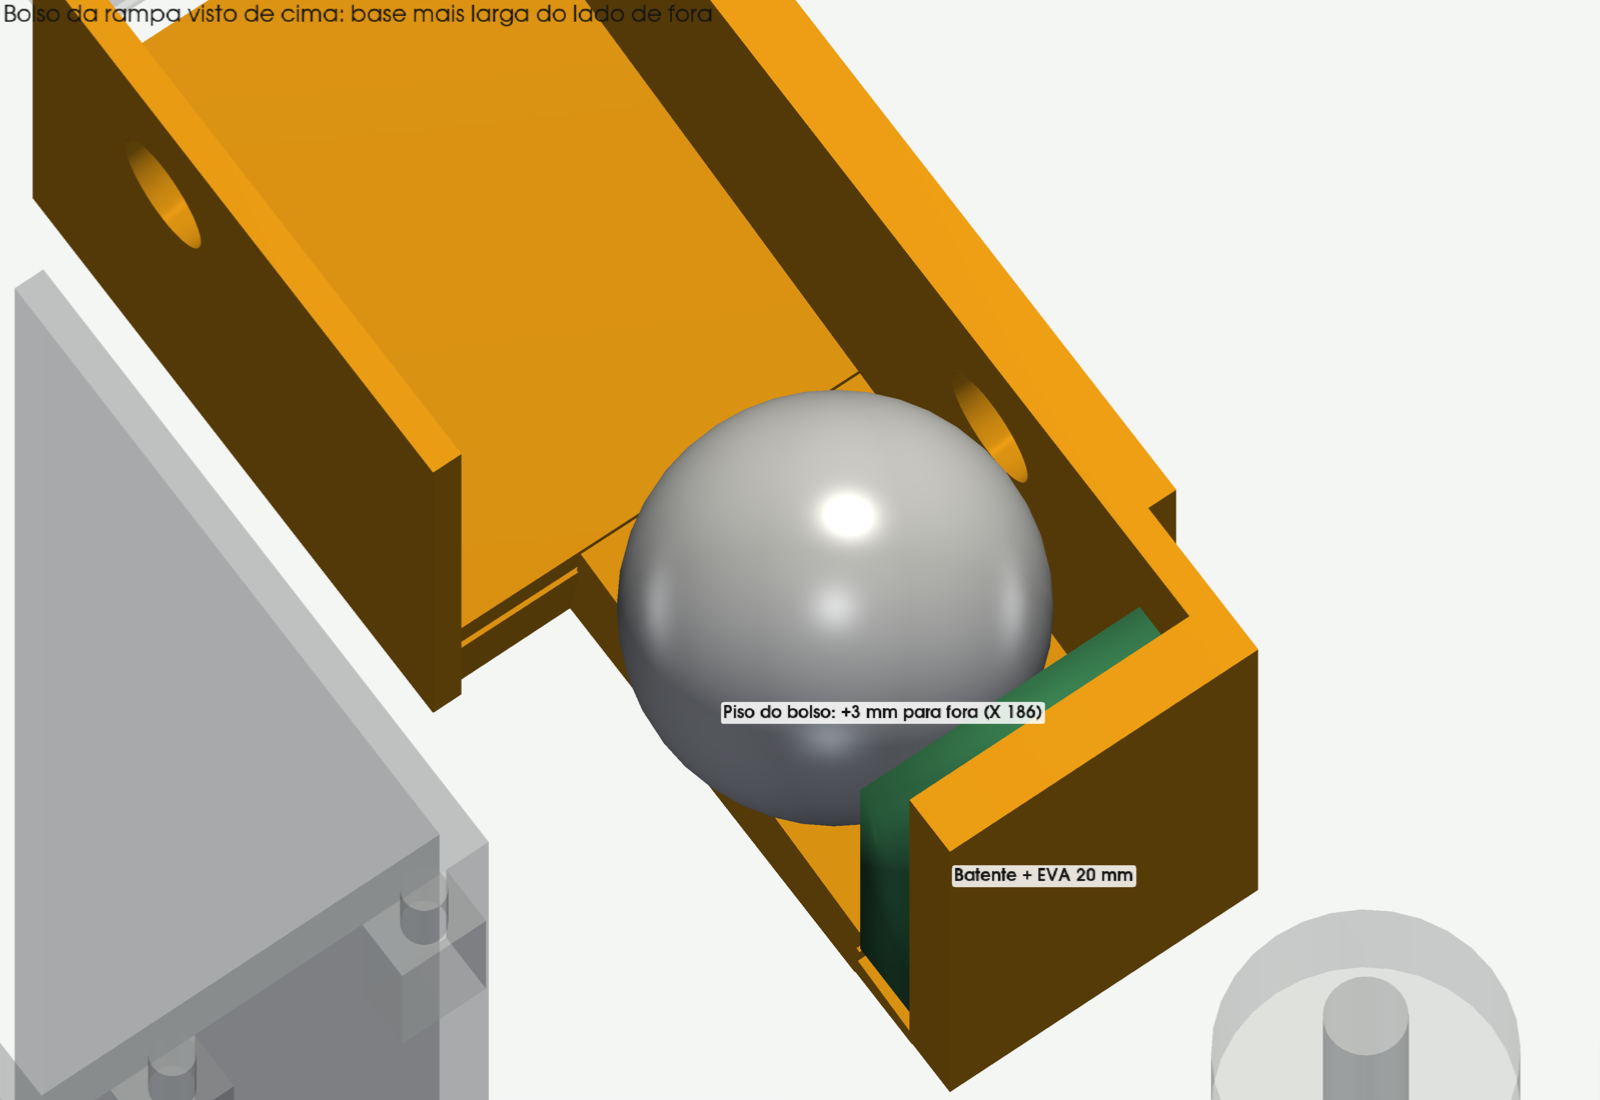 Bolso da rampa visto de cima: base mais larga do lado de fora
Piso do bolso: +3 mm para fora (X 186)
Batente + EVA 20 mm